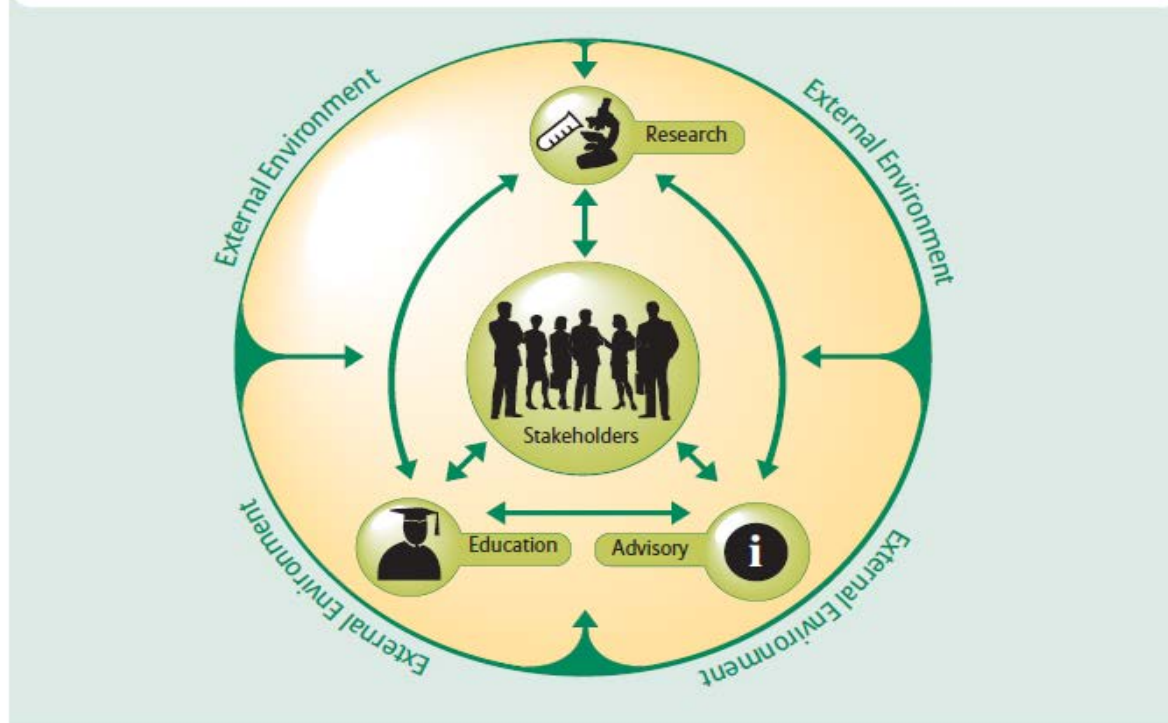 External Environment
External Environment
Research
Stakeholders
Education
Advisory
i
External Environment
External Environment